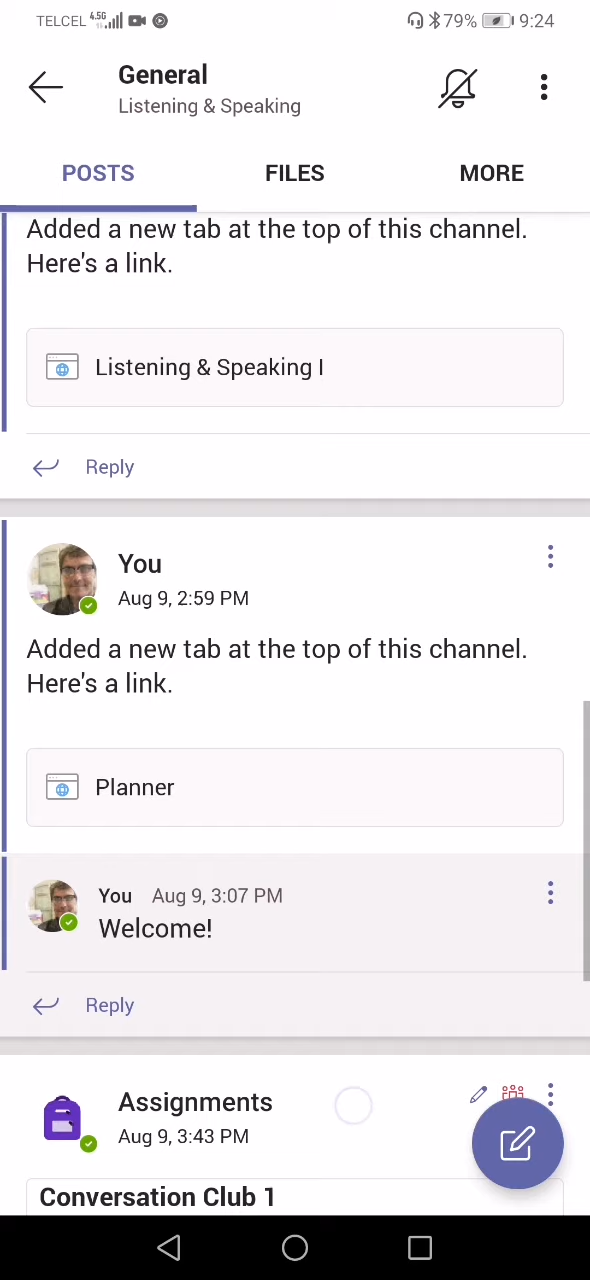 TELCEL 4.5G 79% 9:24
General
Listening & Speaking
POSTS FILES MORE
Added a new tab at the top of this channel.
Here's a link.
Listening & Speaking I
Reply
You
Aug 9, 2:59 PM
Added a new tab at the top of this channel.
Here's a link.
Planner
You Aug 9, 3:07 PM
Welcome!
Reply
Assignments
Aug 9, 3:43 PM
Conversation Club 1